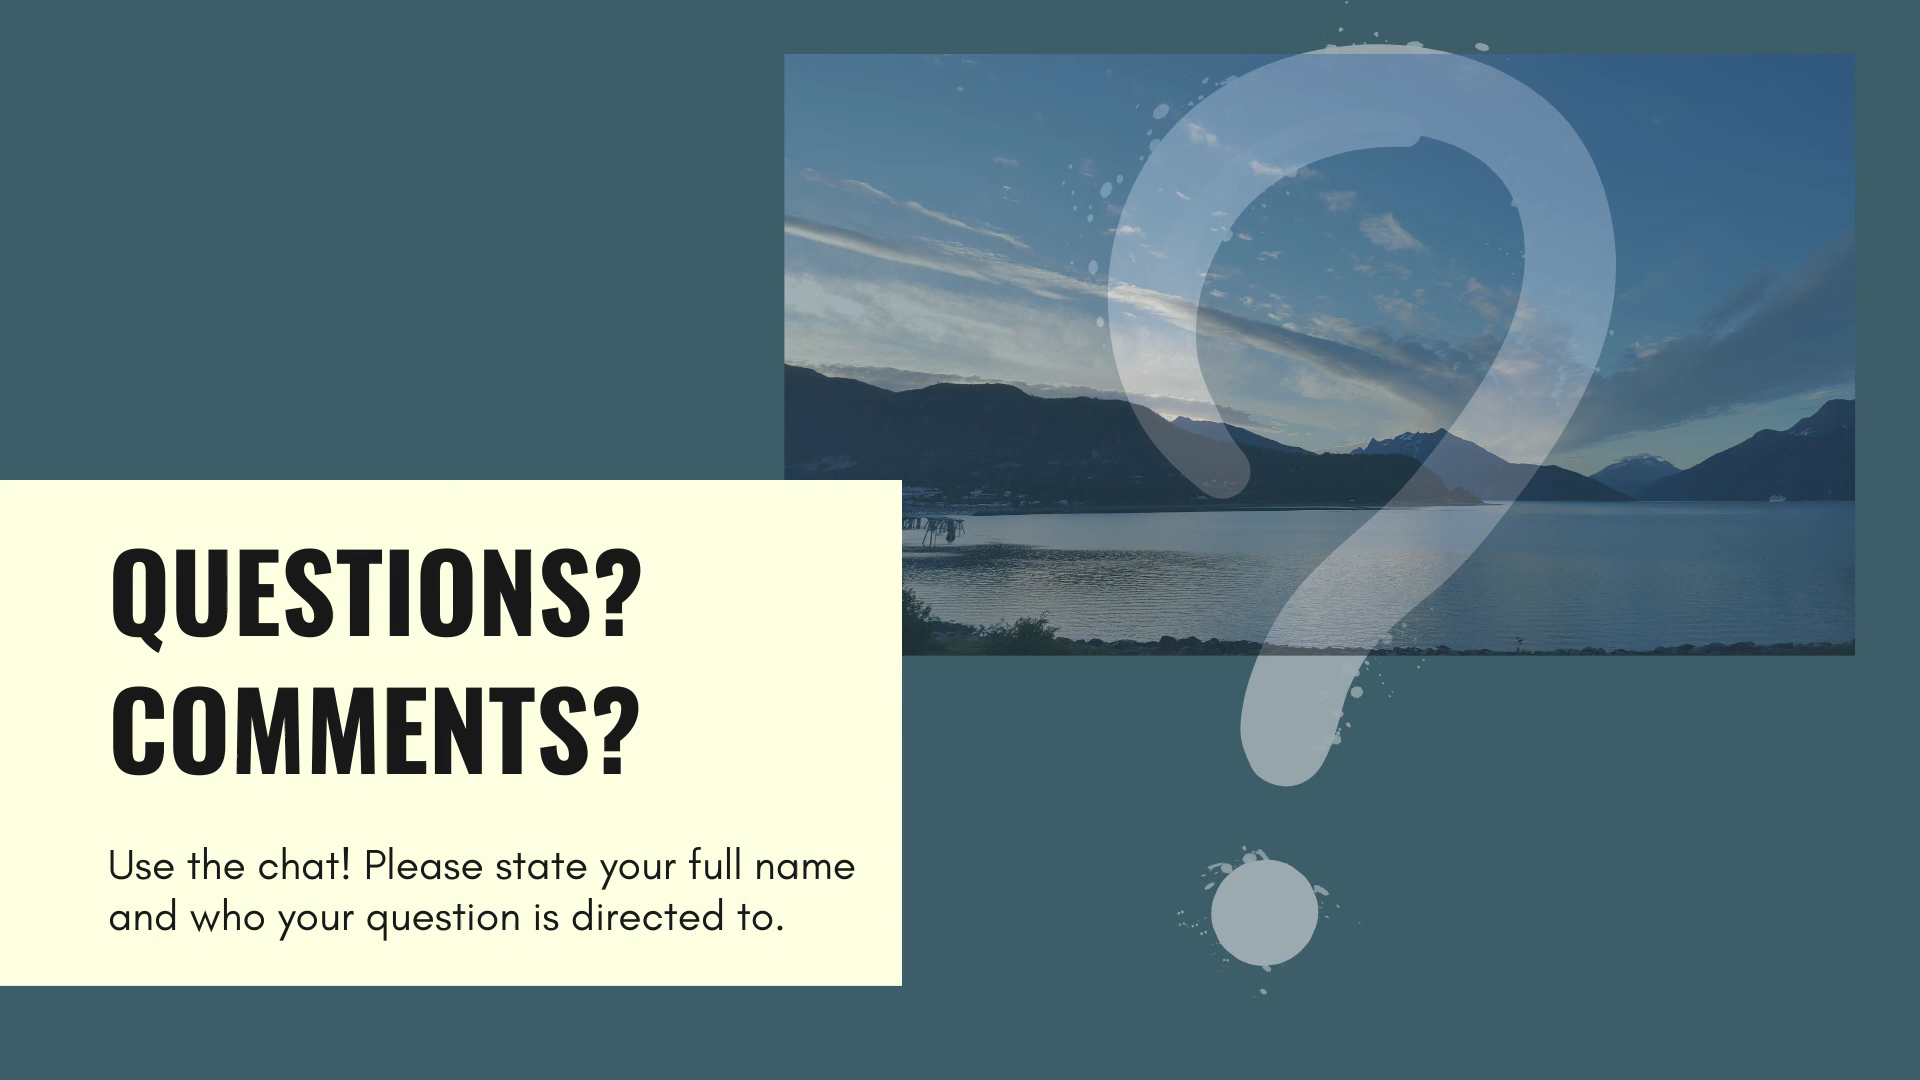 QUESTIONS?
COMMENTS?
Use the chat! Please state your full name
and who your question is directed to.